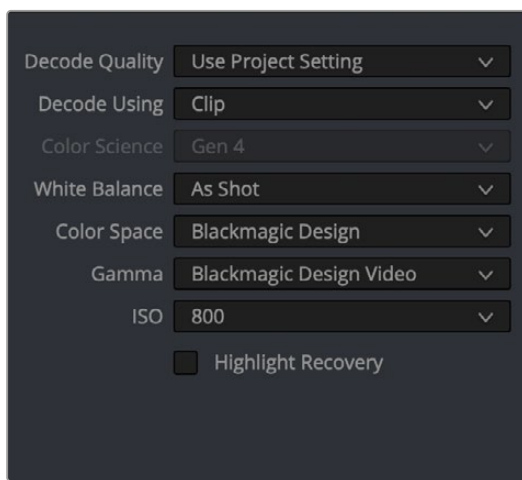 Decode Quality Use Project Setting
Decode Using Clip
Color Science Gen 4
White Balance As Shot
Color Space Blackmagic Design
Gamma Blackmagic Design Video
ISO 800
Highlight Recovery